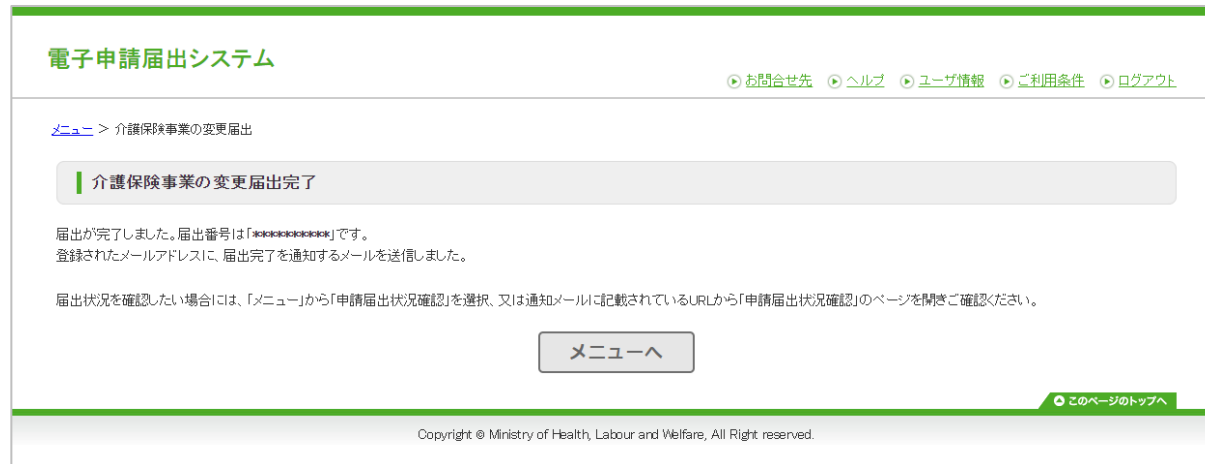 電子申請届出システム
お問合せ先 ヘルプ ユーザ情報 ご利用条件 ログアウト
メニュー > 介護保険事業の変更届出
介護保険事業の変更届出完了
届出が完了しました。届出番号は「**********」です。
登録されたメールアドレスに、届出完了を通知するメールを送信しました。
届出状況を確認したい場合には、「メニュー」から「申請届出状況確認」を選択、又は通知メールに記載されているURLから「申請届出状況確認」のページを開きご確認ください。
メニューへ
このページのトップへ
Copyright © Ministry of Health, Labour and Welfare, All Right reserved.